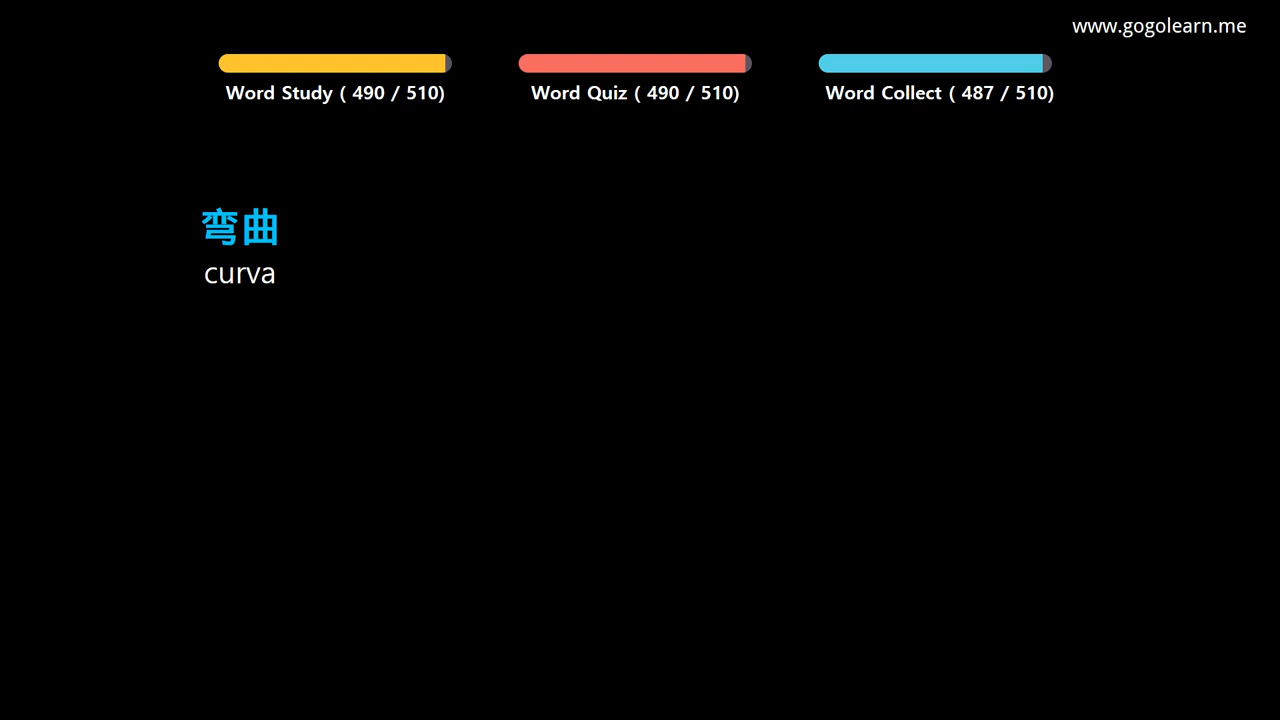 www.gogolearn.me
Word Study ( 490 / 510)
Word Quiz ( 490 / 510)
Word Collect ( 487 / 510)
弯曲
curva